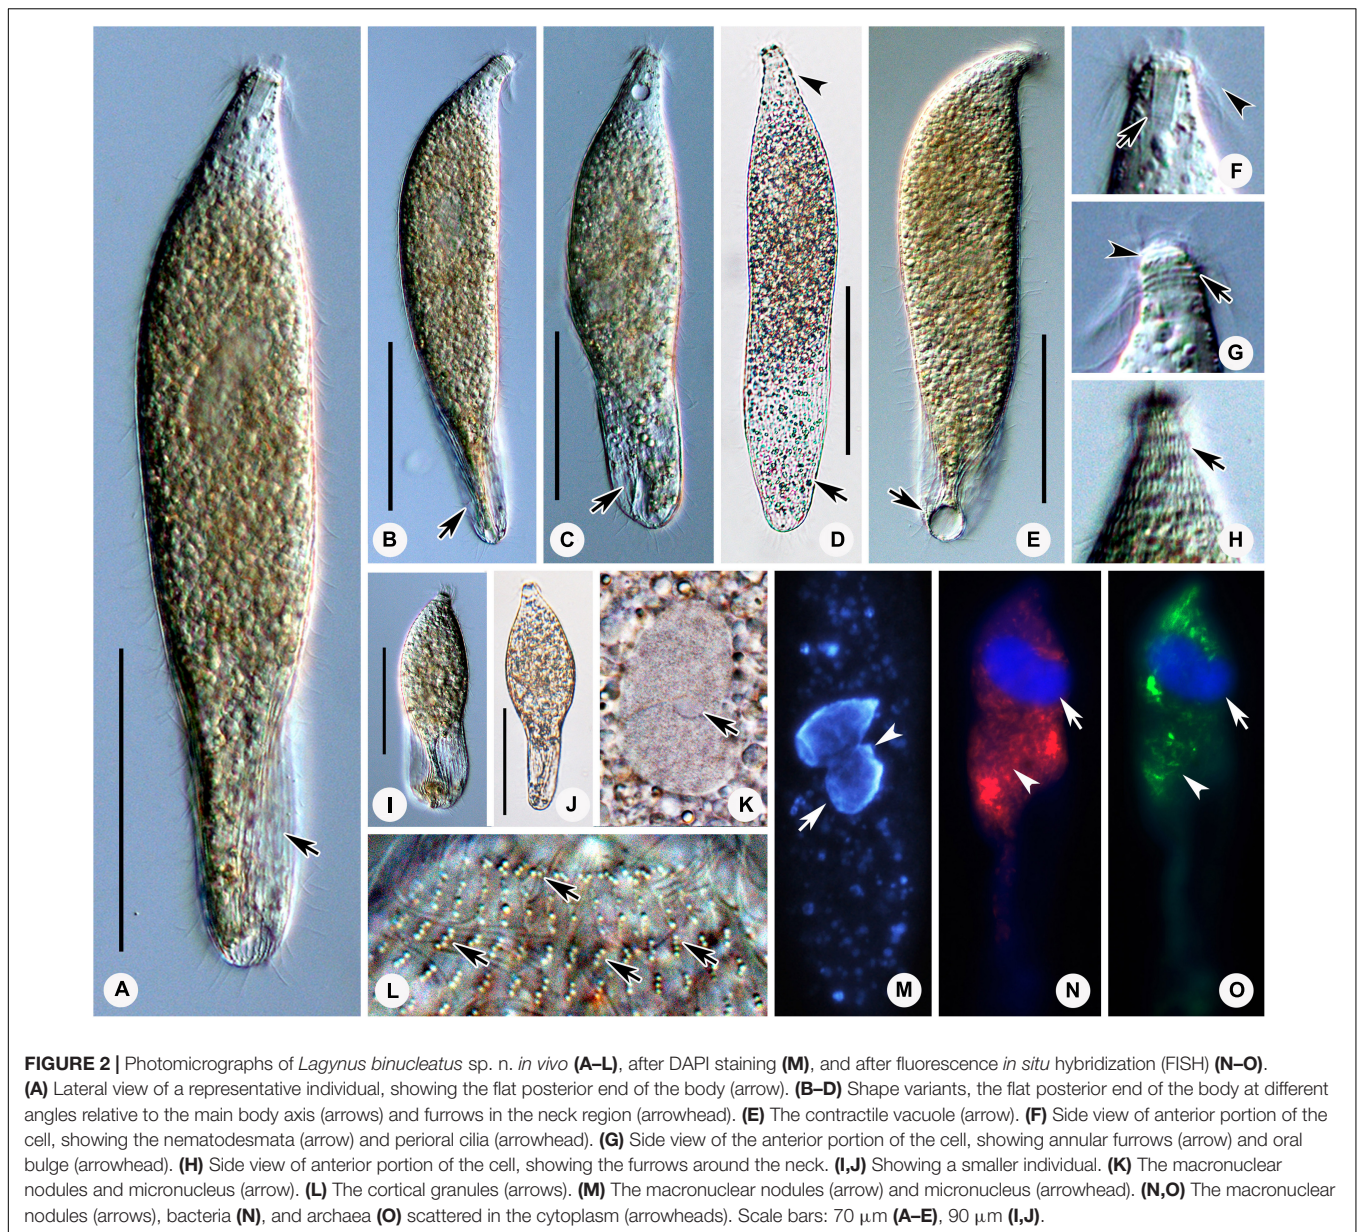 F
G
B
C
D
E
H
I
J
K
A
L
M
N
O
FIGURE 2 | Photomicrographs of Lagynus binucleatus sp. n. in vivo (A–L), after DAPI staining (M), and after fluorescence in situ hybridization (FISH) (N–O).
(A) Lateral view of a representative individual, showing the flat posterior end of the body (arrow). (B–D) Shape variants, the flat posterior end of the body at different
angles relative to the main body axis (arrows) and furrows in the neck region (arrowhead). (E) The contractile vacuole (arrow). (F) Side view of anterior portion of the
cell, showing the nematodesmata (arrow) and perioral cilia (arrowhead). (G) Side view of the anterior portion of the cell, showing annular furrows (arrow) and oral
bulge (arrowhead). (H) Side view of anterior portion of the cell, showing the furrows around the neck. (I,J) Showing a smaller individual. (K) The macronuclear
nodules and micronucleus (arrow). (L) The cortical granules (arrows). (M) The macronuclear nodules (arrow) and micronucleus (arrowhead). (N,O) The macronuclear
nodules (arrows), bacteria (N), and archaea (O) scattered in the cytoplasm (arrowheads). Scale bars: 70 μm (A–E), 90 μm (I,J).